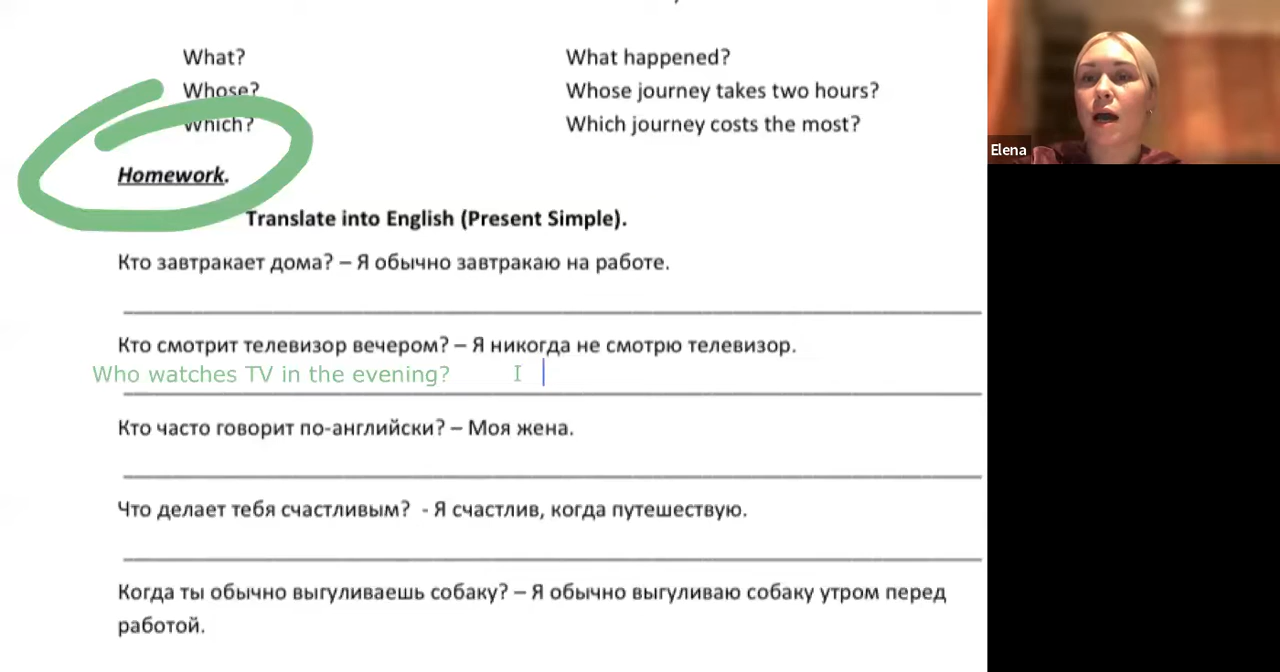 What? What happened?
Whose? Whose journey takes two hours?
Which? Which journey costs the most?
Elena
Homework.
Translate into English (Present Simple).
Кто завтракает дома? – Я обычно завтракаю на работе.
Кто смотрит телевизор вечером? – Я никогда не смотрю телевизор.
Who watches TV in the evening? I
Кто часто говорит по-английски? – Моя жена.
Что делает тебя счастливым? - Я счастлив, когда путешествую.
Когда ты обычно выгуливаешь собаку? – Я обычно выгуливаю собаку утром перед
работой.